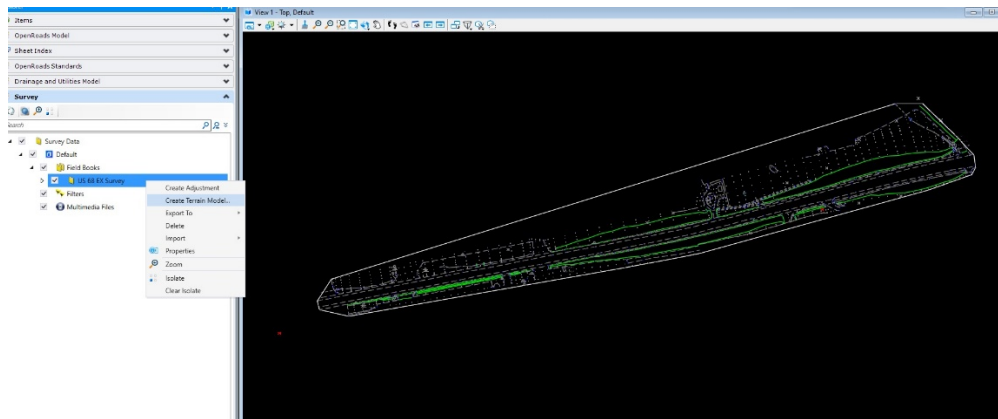 View 1 - Top, Default
Items
OpenRoads Model
Sheet Index
OpenRoads Standards
Drainage and Utilities Model
Survey
Search
Survey Data
Default
Field Books
US 68 EX Survey
Filters
Multimedia Files
Create Adjustment
Create Terrain Model...
Export To
Delete
Import
Properties
Zoom
Isolate
Clear Isolate